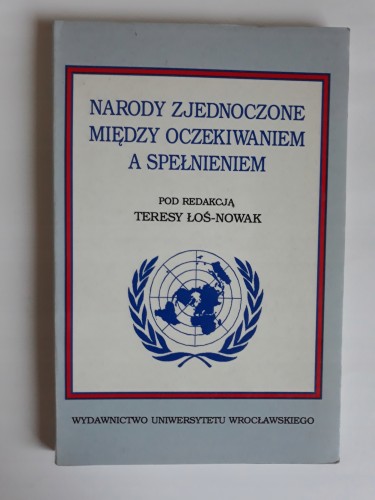 NARODY ZJEDNOCZONE
MIĘDZY OCZEKIWANIEM
A SPEŁNIENIEM
POD REDAKCJĄ
TERESY ŁOŚ-NOWAK
WYDAWNICTWO UNIWERSYTETU WROCŁAWSKIEGO